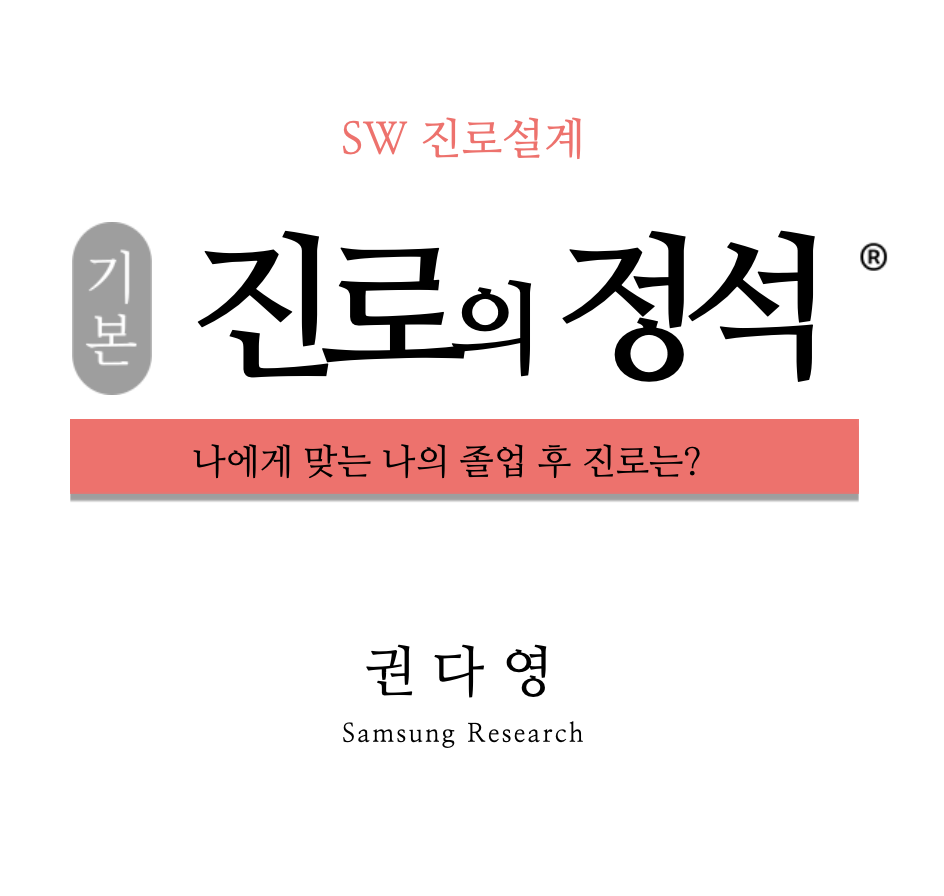 SW 진로설계
기본
진로의 정석 ®
나에게 맞는 나의 졸업 후 진로는?
권 다 영
Samsung Research